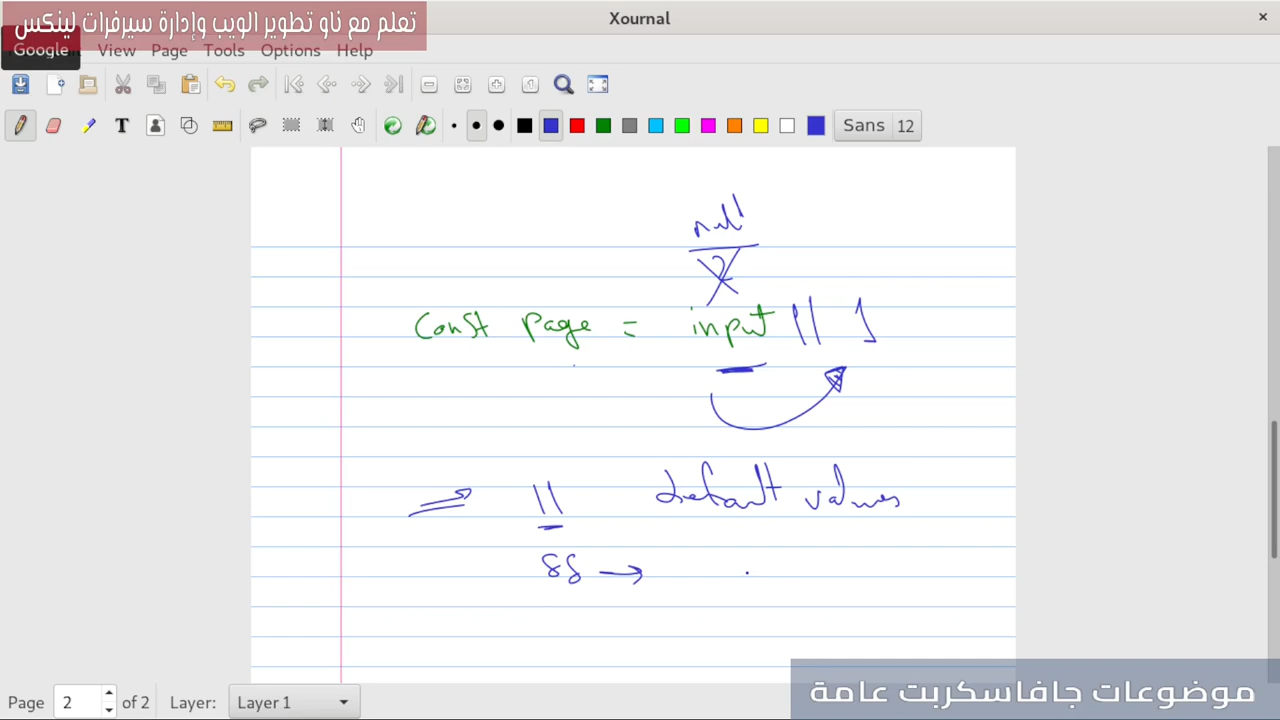 تعلم مع ناو تطوير الويب وإدارة سيرفرات لينكس
Xournal
Google
View Page Tools Options Help
Sans 12
null
const page = input || 1
|| default values
&& →
Page 2 of 2 Layer: Layer 1
موضوعات جافاسكربت عامة